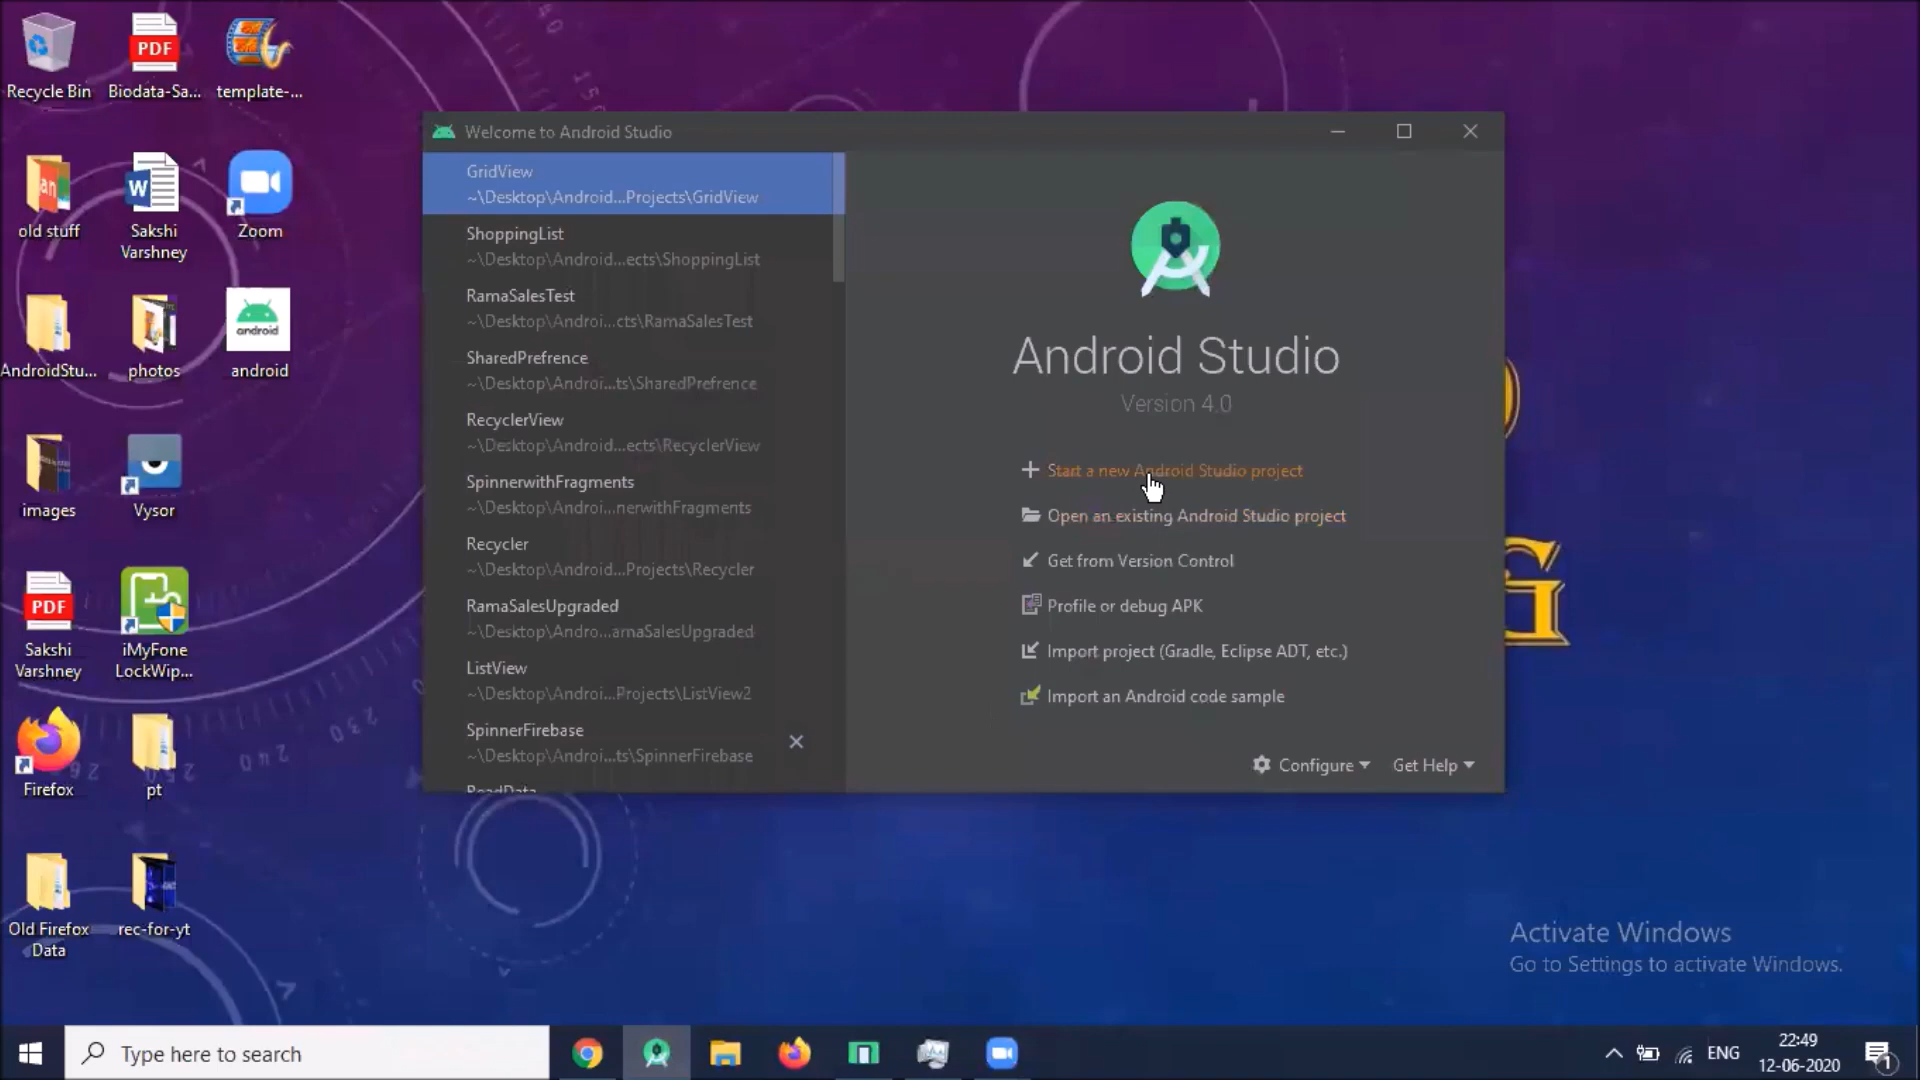 Recycle Bin
Biodata-Sa...
template-...
old stuff
Sakshi
Varshney
Zoom
AndroidStu...
photos
android
android
images
Vysor
Sakshi
Varshney
iMyFone
LockWip...
Firefox
pt
Old Firefox
Data
rec-for-yt
PDF
PDF
Welcome to Android Studio
GridView
~\Desktop\Android...Projects\GridView
ShoppingList
~\Desktop\Android...ects\ShoppingList
RamaSalesTest
~\Desktop\Androi...cts\RamaSalesTest
SharedPrefrence
~\Desktop\Androi...ts\SharedPrefrence
RecyclerView
~\Desktop\Android...ects\RecyclerView
SpinnerwithFragments
~\Desktop\Androi...nerwithFragments
Recycler
~\Desktop\Android...Projects\Recycler
RamaSalesUpgraded
~\Desktop\Andro...amaSalesUpgraded
ListView
~\Desktop\Androi...Projects\ListView2
SpinnerFirebase
~\Desktop\Androi...ts\SpinnerFirebase
ReadData
Android Studio
Version 4.0
Start a new Android Studio project
Open an existing Android Studio project
Get from Version Control
Profile or debug APK
Import project (Gradle, Eclipse ADT, etc.)
Import an Android code sample
Configure
Get Help
Activate Windows
Go to Settings to activate Windows.
Type here to search
ENG
22:49
12-06-2020
1